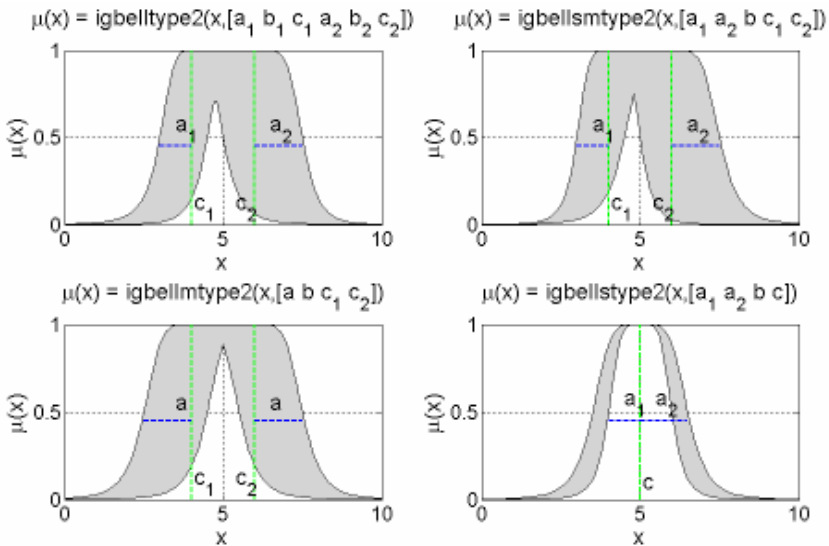 μ(x) = igbelltype2(x,[a₁ b₁ c₁ a₂ b₂ c₂])
1
μ(x)
0.5
0
a₁
a₂
c₁
c₂
0
5
10
x
μ(x) = igbellsmtype2(x,[a₁ a₂ b c₁ c₂])
1
μ(x)
0.5
0
a₁
a₂
c₁
c₂
0
5
10
x
μ(x) = igbellmtype2(x,[a b c₁ c₂])
1
μ(x)
0.5
0
a
a
c₁
c₂
0
5
10
x
μ(x) = igbellstype2(x,[a₁ a₂ b c])
1
μ(x)
0.5
0
a₁
a₂
c
0
5
10
x